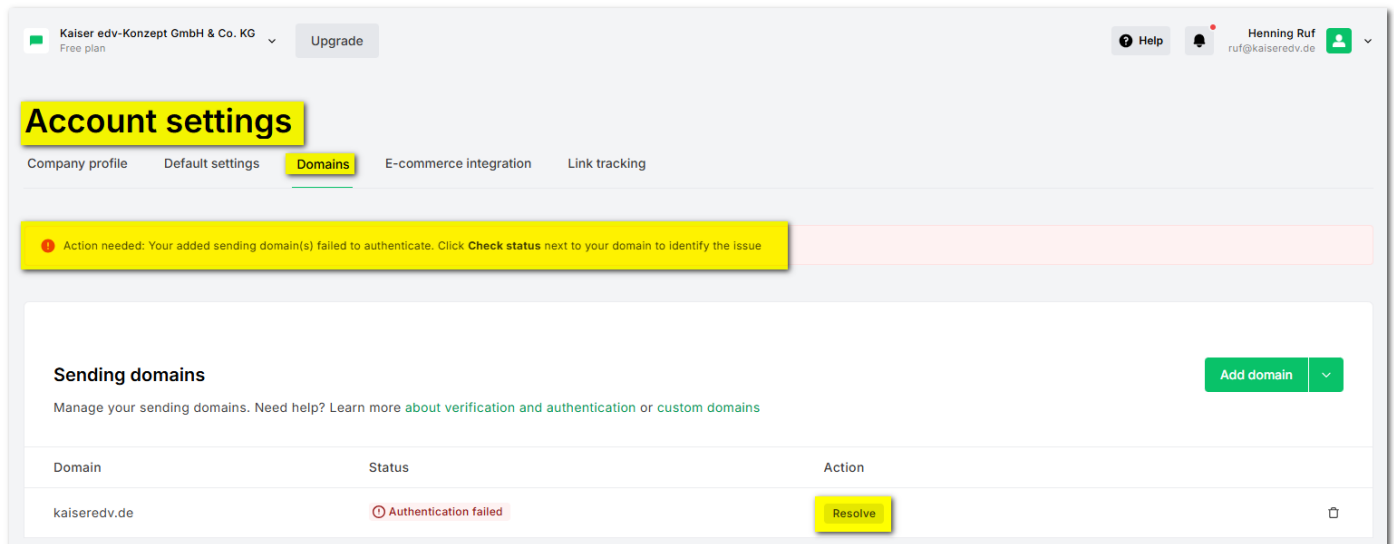 Kaiser edv-Konzept GmbH & Co. KG
Free plan
Upgrade
Help
Henning Ruf
ruf@kaiseredv.de
Account settings
Company profile Default settings Domains E-commerce integration Link tracking
Action needed: Your added sending domain(s) failed to authenticate. Click Check status next to your domain to identify the issue
Sending domains
Add domain
Manage your sending domains. Need help? Learn more about verification and authentication or custom domains
Domain Status Action
kaiseredv.de Authentication failed Resolve